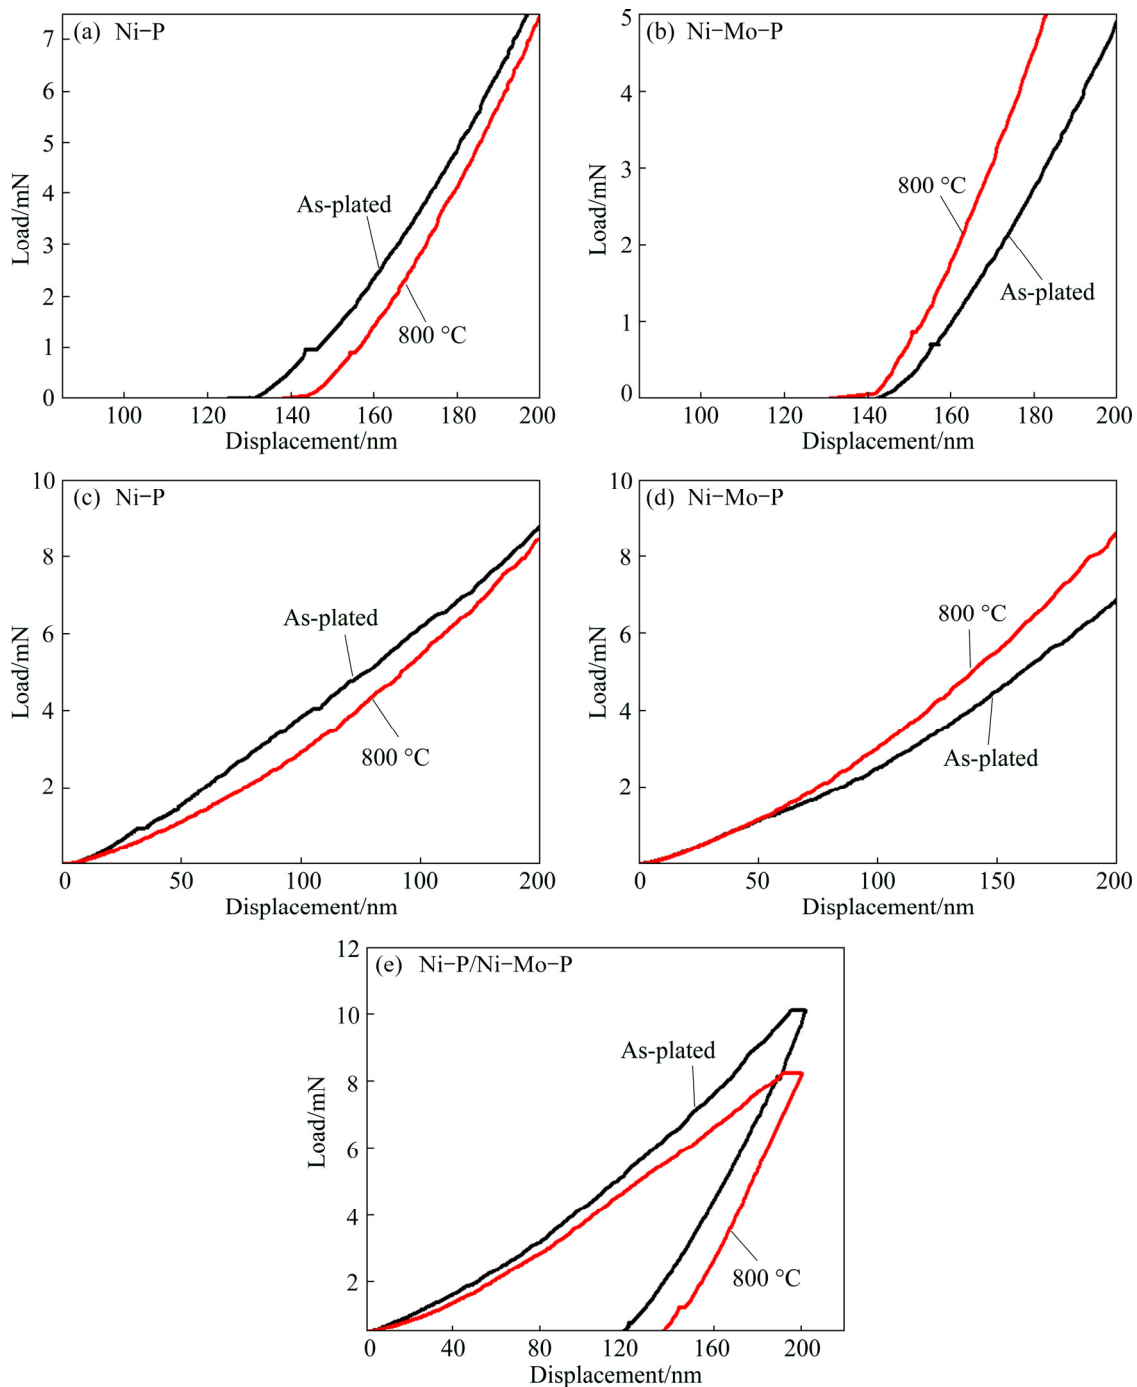 (a) Ni−P
7
6
5
4
3
2
1
0
Load/mN
As-plated
800 °C
100 120 140 160 180 200
Displacement/nm
(b) Ni−Mo−P
5
4
3
2
1
0
Load/mN
800 °C
As-plated
100 120 140 160 180 200
Displacement/nm
(c) Ni−P
10
8
6
4
2
Load/mN
As-plated
800 °C
0 50 100 100 200
Displacement/nm
(d) Ni−Mo−P
10
8
6
4
2
Load/mN
800 °C
As-plated
0 50 100 150 200
Displacement/nm
(e) Ni−P/Ni−Mo−P
12
10
8
6
4
2
Load/mN
As-plated
800 °C
0 40 80 120 160 200
Displacement/nm